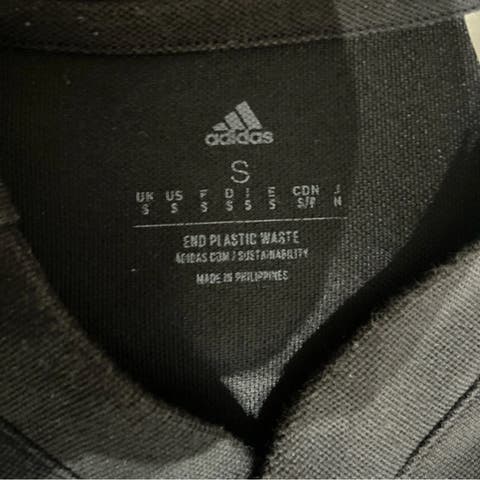 adidas
S
UK US F D I E CDN J
S S S S S S S/P M
END PLASTIC WASTE
ADIDAS.COM/SUSTAINABILITY
MADE IN PHILIPPINES